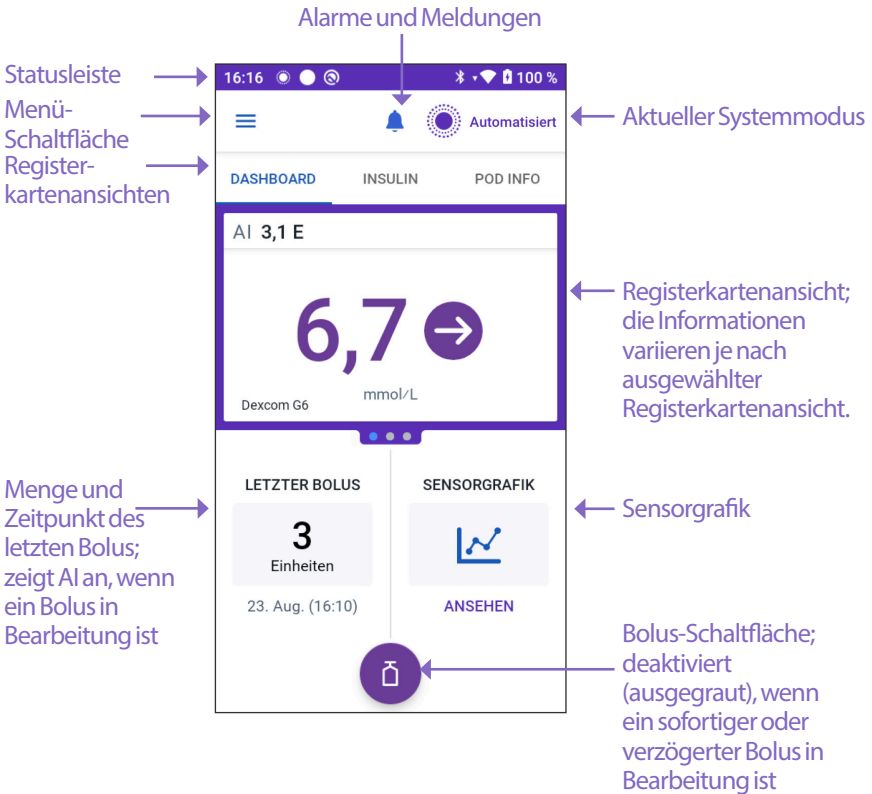 Alarme und Meldungen
Statusleiste
16:16
100 %
Menü-
Schaltfläche
Automatisiert
Aktueller Systemmodus
Register-
kartenansichten
DASHBOARD
INSULIN
POD INFO
AI 3,1 E
6,7
mmol/L
Dexcom G6
Registerkartenansicht;
die Informationen
variieren je nach
ausgewählter
Registerkartenansicht.
Menge und
Zeitpunkt des
letzten Bolus;
zeigt AI an, wenn
ein Bolus in
Bearbeitung ist
LETZTER BOLUS
3
Einheiten
23. Aug. (16:10)
SENSORGRAFIK
ANSEHEN
Sensorgrafik
Bolus-Schaltfläche;
deaktiviert
(ausgegraut), wenn
ein sofortiger oder
verzögerter Bolus in
Bearbeitung ist